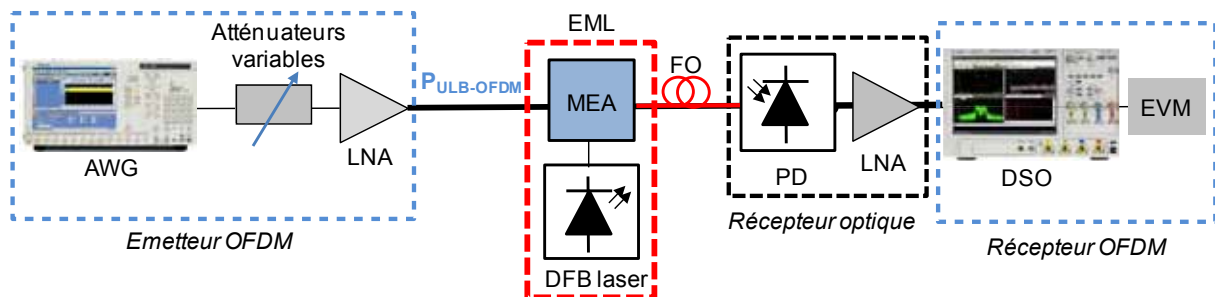 EML
Atténuateurs
variables
P_ULB-OFDM
FO
MEA
EVM
AWG
LNA
PD
LNA
DSO
Emetteur OFDM
DFB laser
Récepteur optique
Récepteur OFDM